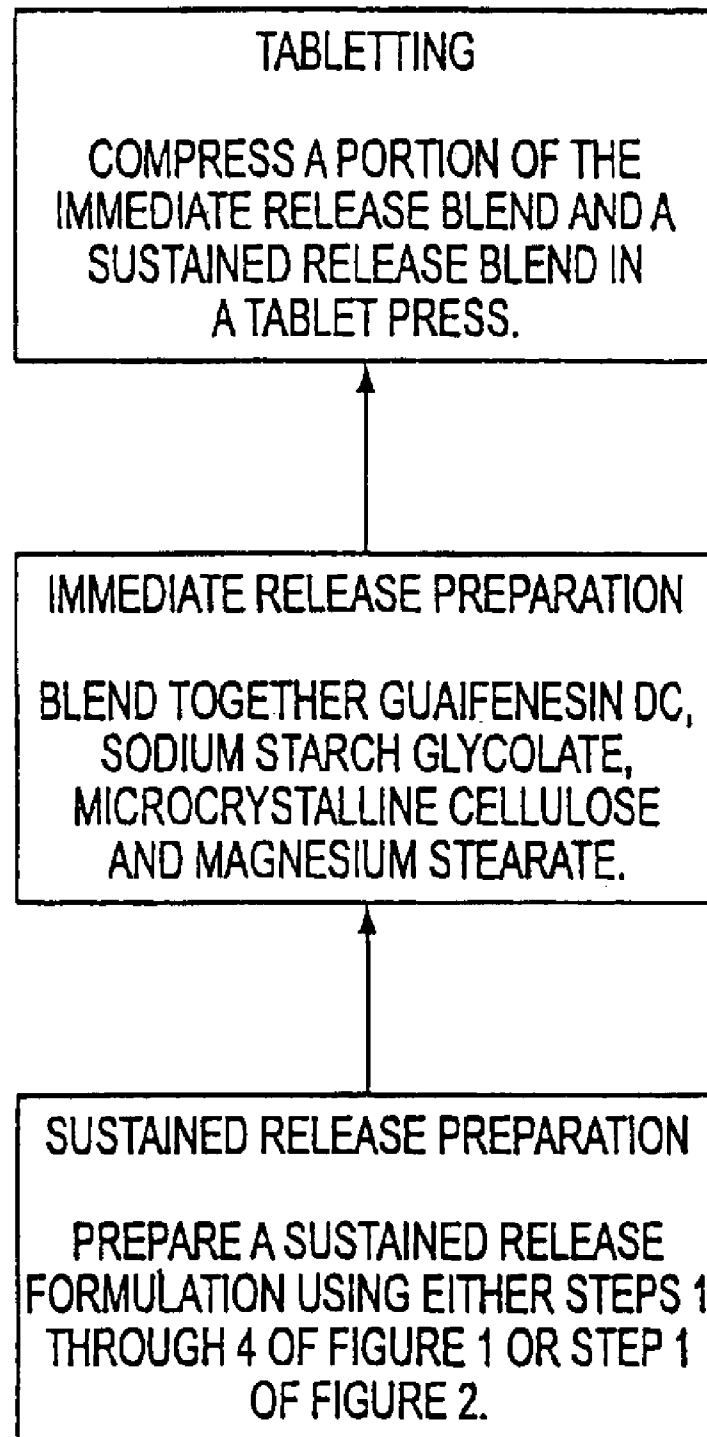 TABLETTING
COMPRESS A PORTION OF THE
IMMEDIATE RELEASE BLEND AND A
SUSTAINED RELEASE BLEND IN
A TABLET PRESS.
IMMEDIATE RELEASE PREPARATION
BLEND TOGETHER GUAIFENESIN DC,
SODIUM STARCH GLYCOLATE,
MICROCRYSTALLINE CELLULOSE
AND MAGNESIUM STEARATE.
SUSTAINED RELEASE PREPARATION
PREPARE A SUSTAINED RELEASE
FORMULATION USING EITHER STEPS 1
THROUGH 4 OF FIGURE 1 OR STEP 1
OF FIGURE 2.